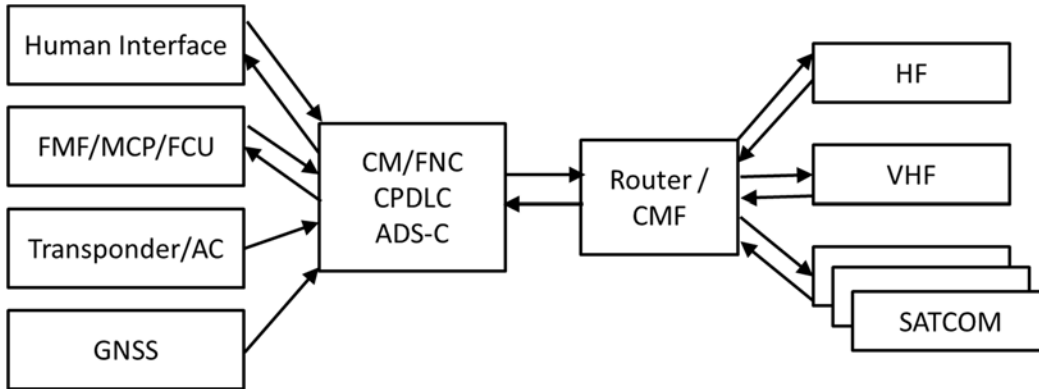 Human Interface
FMF/MCP/FCU
Transponder/AC
GNSS
CM/FNC
CPDLC
ADS-C
Router /
CMF
HF
VHF
SATCOM